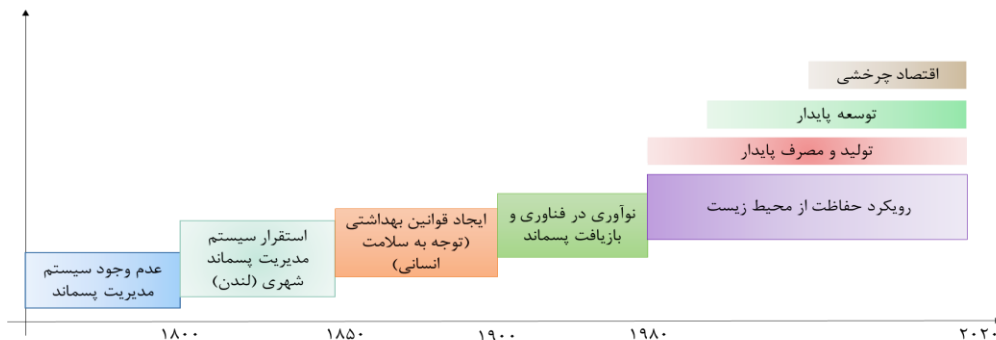 اقتصاد چرخشی
توسعه پایدار
تولید و مصرف پایدار
رویکرد حفاظت از محیط زیست
نوآوری در فناوری و
بازیافت پسماند
ایجاد قوانین بهداشتی
(توجه به سلامت
انسانی)
استقرار سیستم
مدیریت پسماند
شهری (لندن)
عدم وجود سیستم
مدیریت پسماند
۱۸۰۰
۱۸۵۰
۱۹۰۰
۱۹۸۰
۲۰۲۰